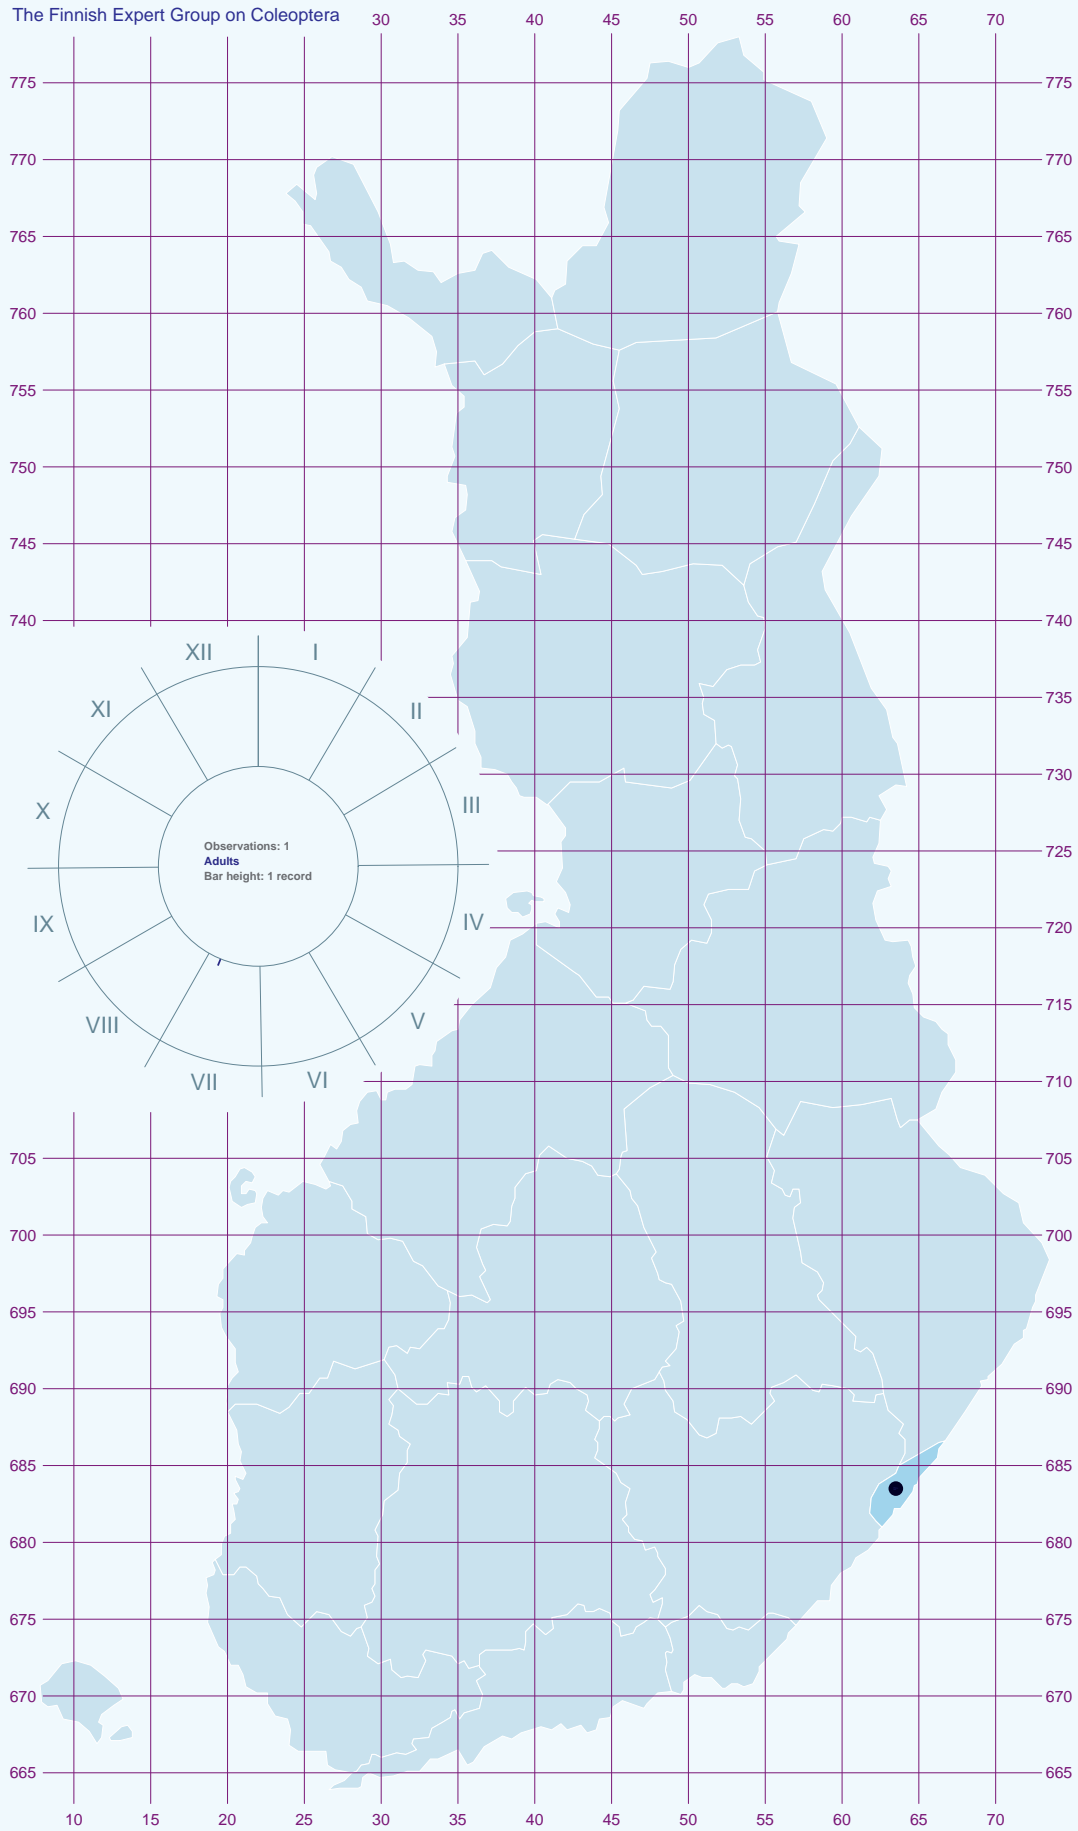 The Finnish Expert Group on Coleoptera 30 35 40 45 50 55 60 65 70
775 775
770 770
765 765
760 760
755 755
750 750
745 745
740 740
XII I
XI II
735
730
X III
Observations: 1
Adults
Bar height: 1 record
725
IX IV 720
VIII V
715
VII VI
710
705 705
700 700
695 695
690 690
685 685
680 680
675 675
670 670
665 665
10 15 20 25 30 35 40 45 50 55 60 65 70